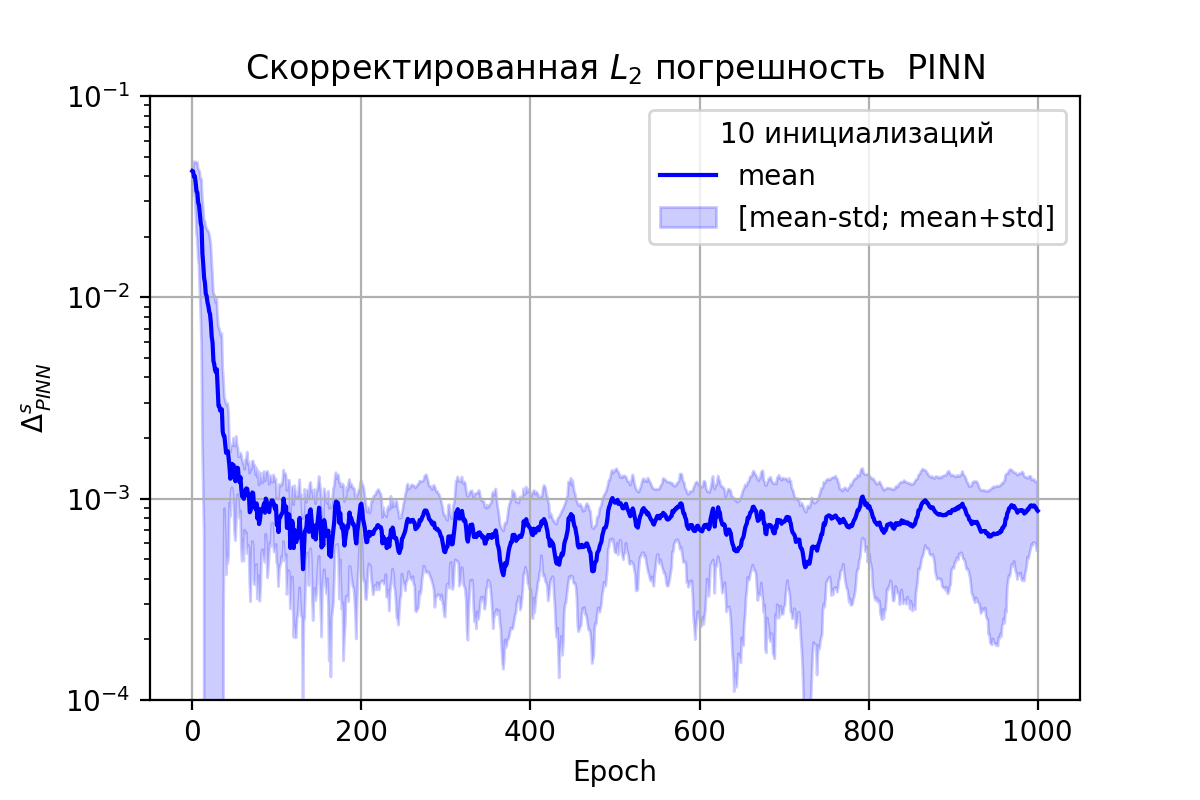 Скорректированная L₂ погрешность PINN
10 инициализаций
mean
[mean-std; mean+std]
10⁻¹
10⁻²
10⁻³
10⁻⁴
Δˢ_PINN
0 200 400 600 800 1000
Epoch